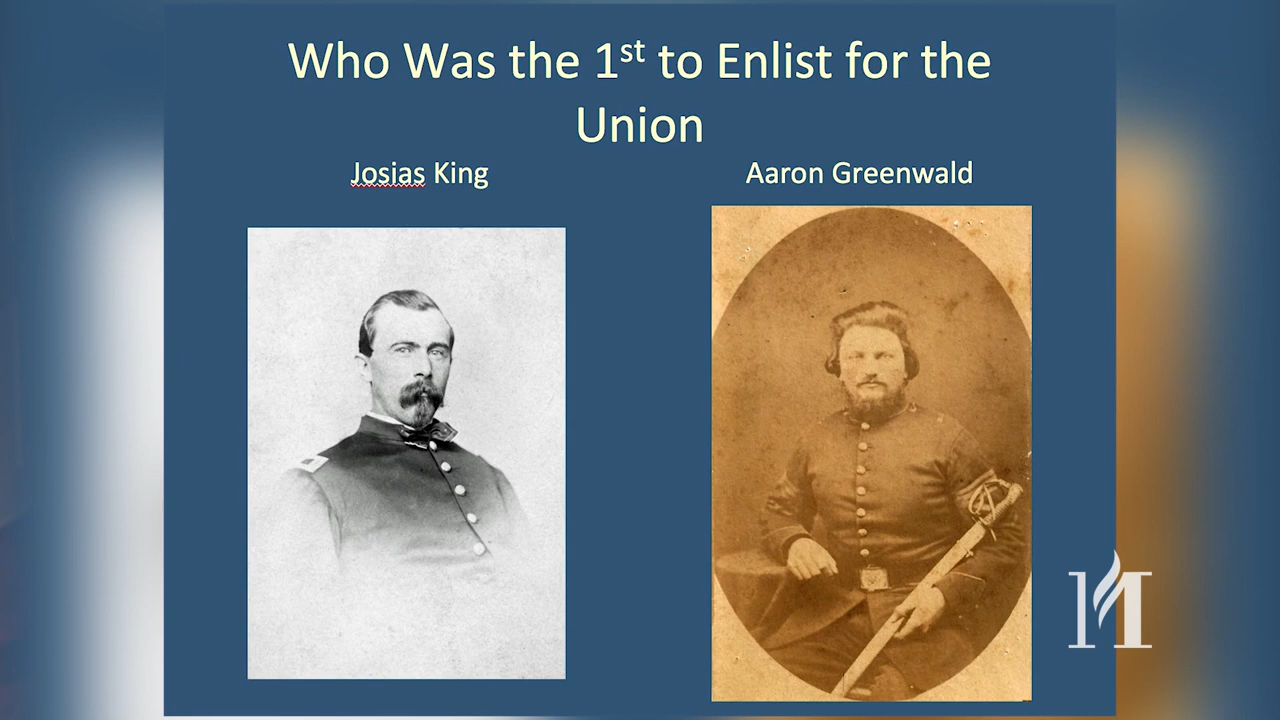 Who Was the 1st to Enlist for the
Union
Josias King
Aaron Greenwald